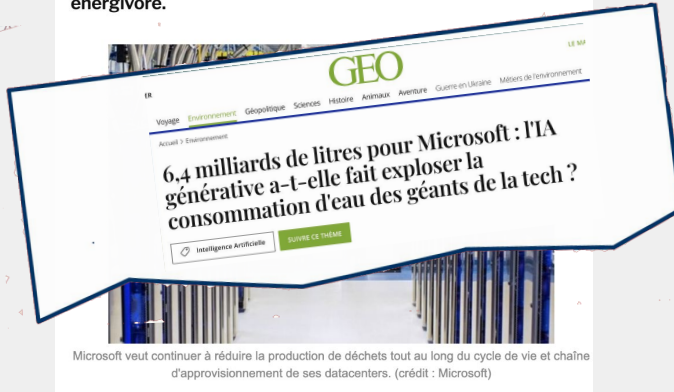 énergivore.
GEO
ER
LE MA
Voyage Environnement Géopolitique Sciences Histoire Animaux Aventure Guerre en Ukraine Métiers de l'environnement
Accueil > Environnement
6,4 milliards de litres pour Microsoft : l'IA
générative a-t-elle fait exploser la
consommation d'eau des géants de la tech ?
Intelligence Artificielle
SUIVRE CE THÈME
Microsoft veut continuer à réduire la production de déchets tout au long du cycle de vie et chaîne
d'approvisionnement de ses datacenters. (crédit : Microsoft)